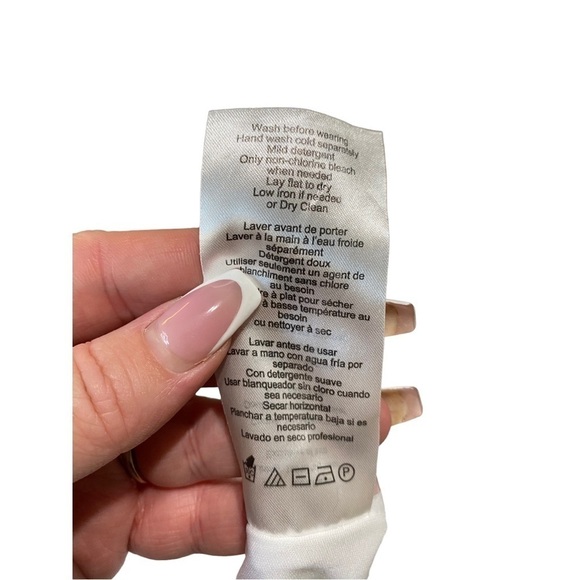 Wash before wearing
Hand wash cold separately
Mild detergent
Only non-chlorine bleach
when needed
Lay flat to dry
Low iron if needed
or Dry Clean
Laver avant de porter
Laver à la main à l'eau froide
séparément
Détergent doux
Utiliser seulement un agent de
blanchiment sans chlore
au besoin
à plat pour sécher
à basse température au
besoin
ou nettoyer à sec
Lavar antes de usar
Lavar a mano con agua fría por
separado
Con detergente suave
Usar blanqueador sin cloro cuando
sea necesario
Secar horizontal
Planchar a temperatura baja si es
necesario
Lavado en seco profesional
P